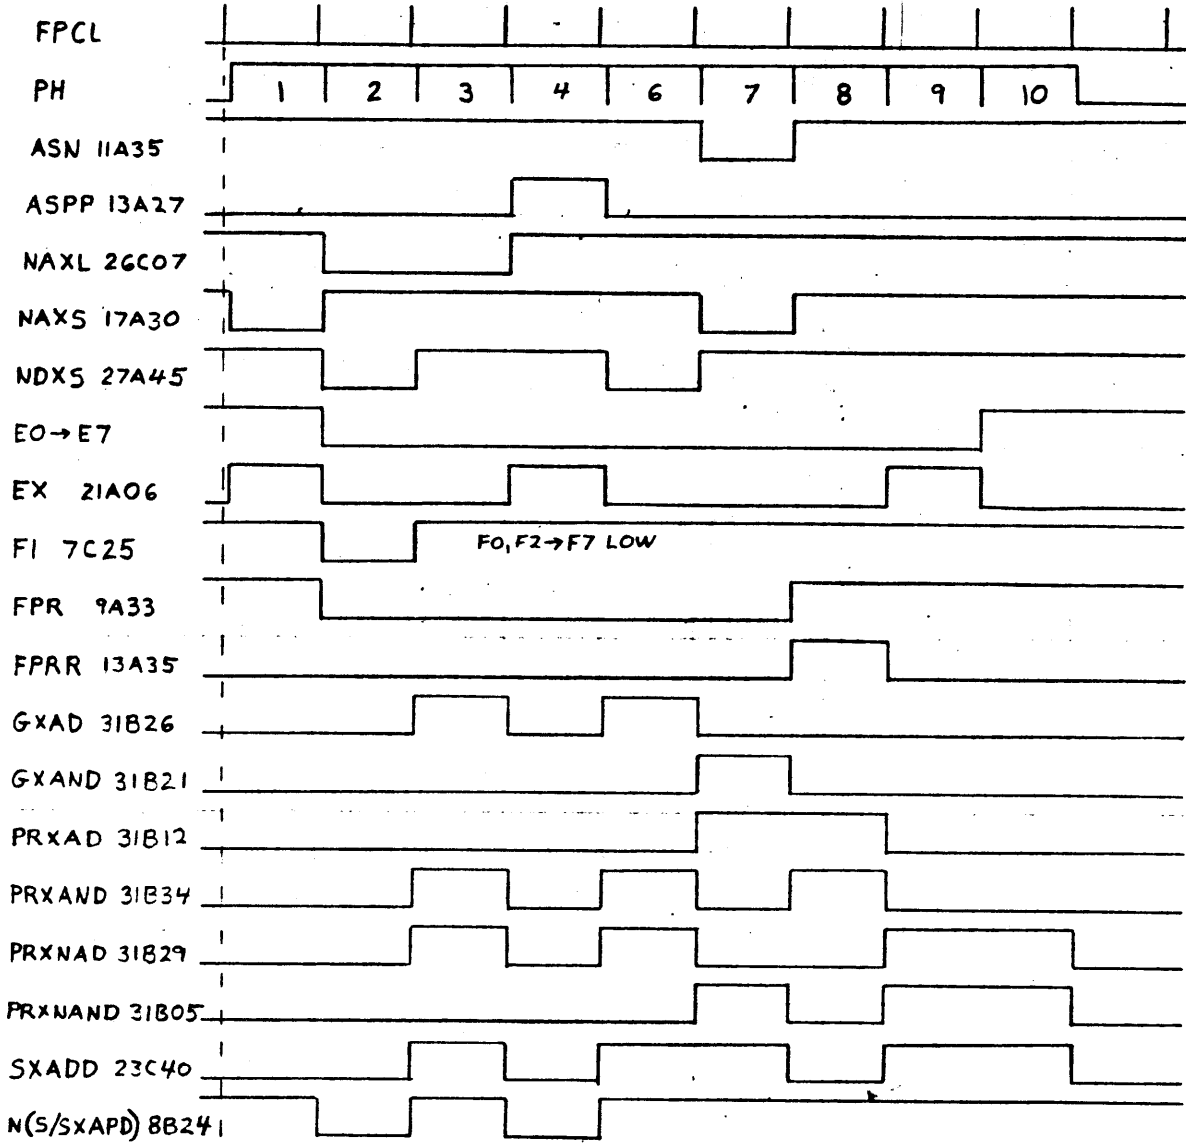 FPCL
PH 1 2 3 4 6 7 8 9 10
ASN 11A35
ASPP 13A27
NAXL 26C07
NAXS 17A30
NDXS 27A45
E0→E7
EX 21A06
F1 7C25 F0, F2→F7 LOW
FPR 9A33
FPRR 13A35
GXAD 31B26
GXAND 31B21
PRXAD 31B12
PRXAND 31B34
PRXNAD 31B29
PRXNAND 31B05
SXADD 23C40
N(S/SXAPD) 8B24